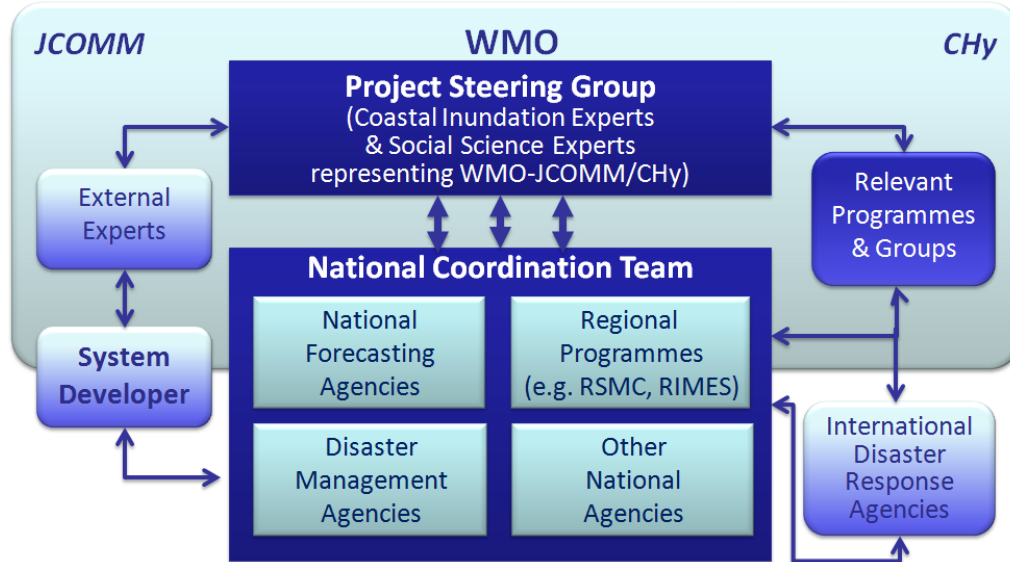 JCOMM
WMO
CHy
Project Steering Group
(Coastal Inundation Experts
& Social Science Experts
representing WMO-JCOMM/CHy)
External
Experts
Relevant
Programmes
& Groups
National Coordination Team
National
Forecasting
Agencies
Regional
Programmes
(e.g. RSMC, RIMES)
System
Developer
Disaster
Management
Agencies
Other
National
Agencies
International
Disaster
Response
Agencies